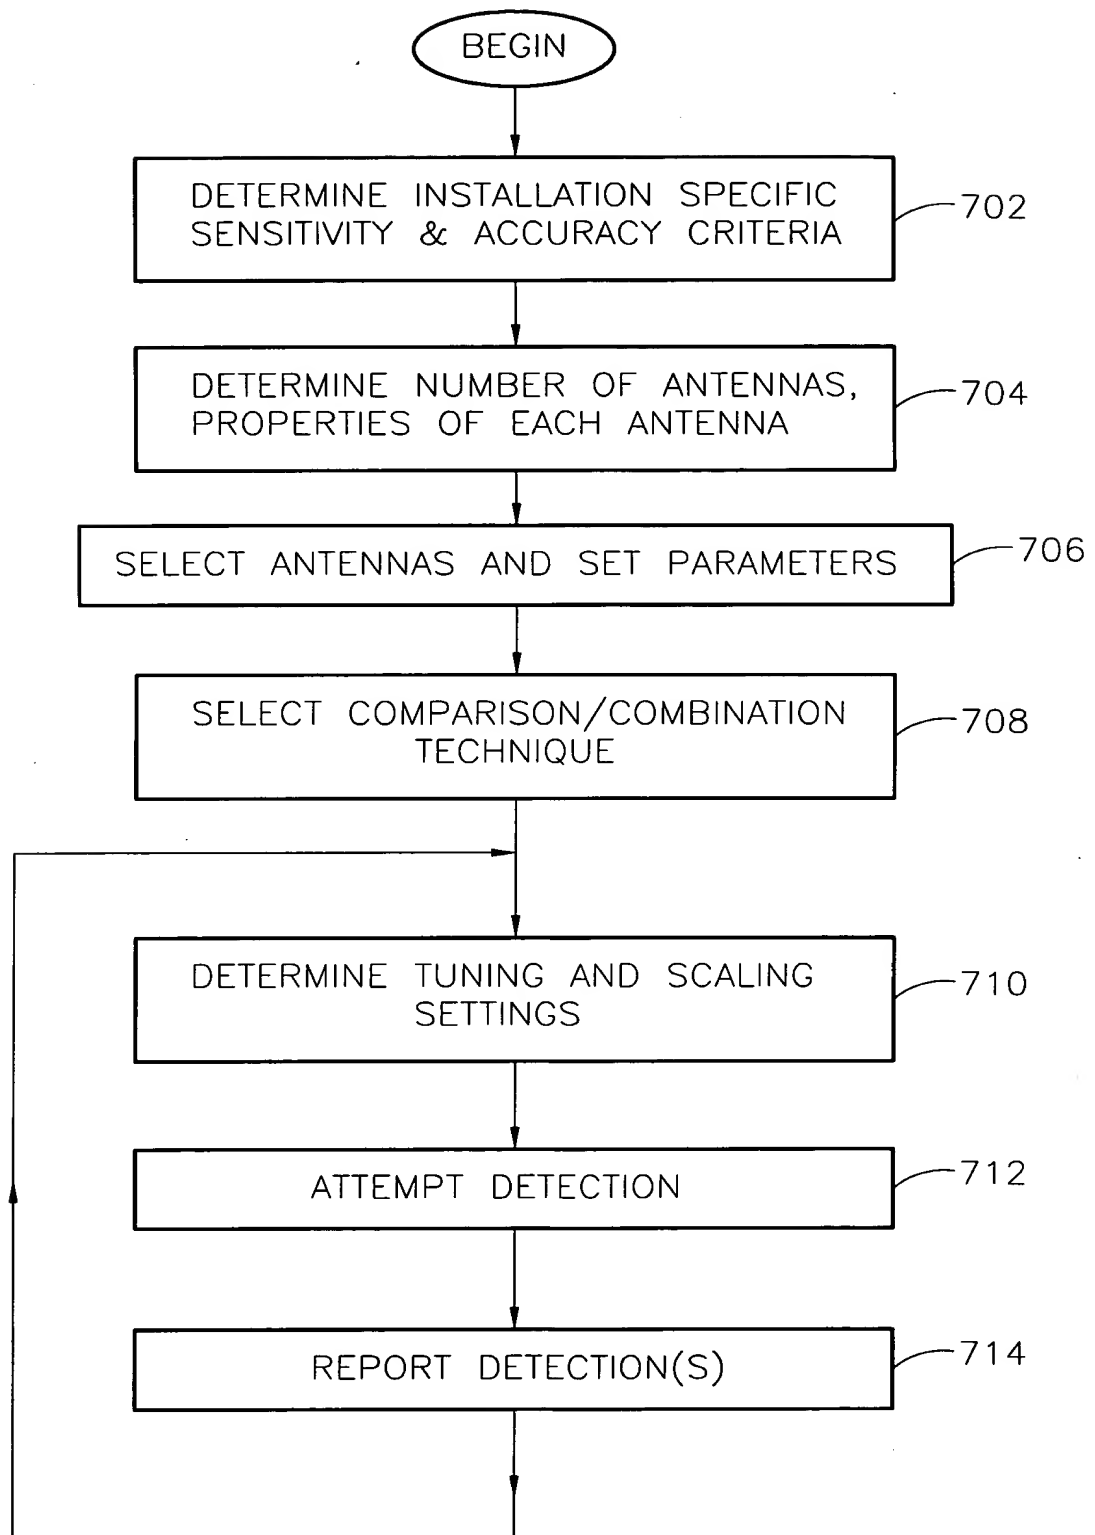 BEGIN
DETERMINE INSTALLATION SPECIFIC
SENSITIVITY & ACCURACY CRITERIA
702
DETERMINE NUMBER OF ANTENNAS,
PROPERTIES OF EACH ANTENNA
704
SELECT ANTENNAS AND SET PARAMETERS
706
SELECT COMPARISON/COMBINATION
TECHNIQUE
708
DETERMINE TUNING AND SCALING
SETTINGS
710
ATTEMPT DETECTION
712
REPORT DETECTION(S)
714